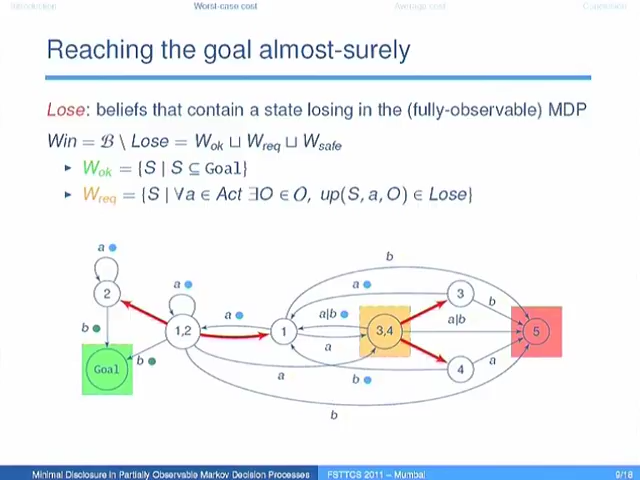 Introduction Worst-case cost Average cost Conclusion
Reaching the goal almost-surely
Lose: beliefs that contain a state losing in the (fully-observable) MDP
Win = ℬ \ Lose = W_ok ⊔ W_req ⊔ W_safe
▸ W_ok = {S | S ⊆ Goal}
▸ W_req = {S | ∀a ∈ Act ∃O ∈ 𝒪, up(S, a, O) ∈ Lose}
b
a
a
a
2
a
a|b
3
b
1,2
a
1
3,4
a|b
5
b
a
Goal
b
a
b
4
a
b
Minimal Disclosure in Partially Observable Markov Decision Processes FSTTCS 2011 – Mumbai 9/18